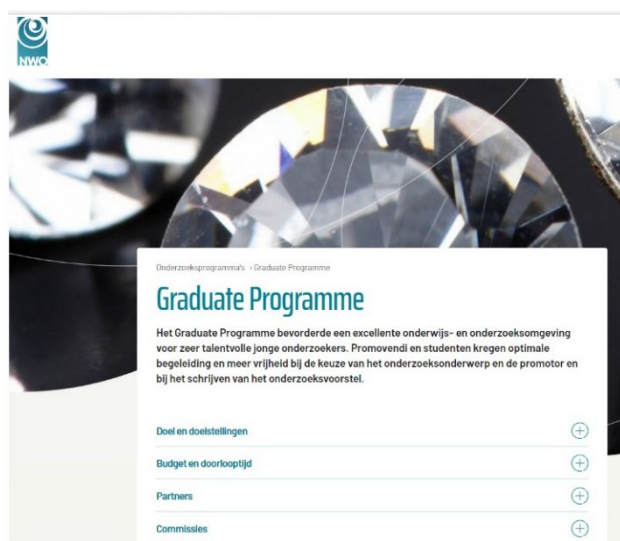 NWO
Onderzoeksprogramma's › Graduate Programme
Graduate Programme
Het Graduate Programme bevorderde een excellente onderwijs- en onderzoeksomgeving
voor zeer talentvolle jonge onderzoekers. Promovendi en studenten kregen optimale
begeleiding en meer vrijheid bij de keuze van het onderzoeksonderwerp en de promotor en
bij het schrijven van het onderzoeksvoorstel.
Doel en doelstellingen
Budget en doorlooptijd
Partners
Commissies